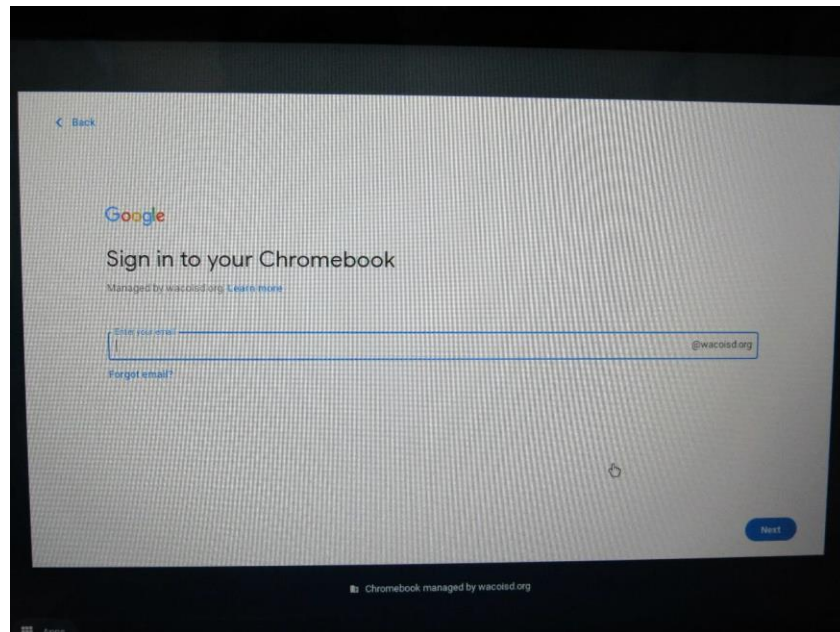 Back
Google
Sign in to your Chromebook
Managed by wacoisd.org Learn more
Enter your email
@wacoisd.org
Forgot email?
Next
Chromebook managed by wacoisd.org